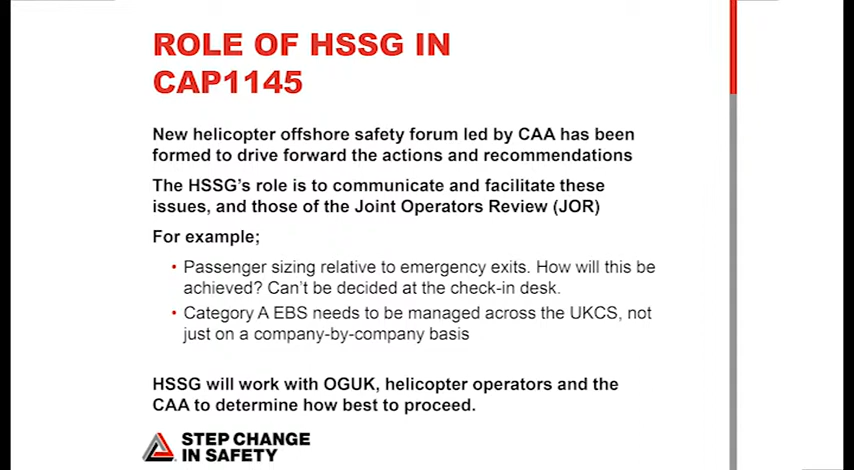 ROLE OF HSSG IN
CAP1145
New helicopter offshore safety forum led by CAA has been
formed to drive forward the actions and recommendations
The HSSG's role is to communicate and facilitate these
issues, and those of the Joint Operators Review (JOR)
For example;
• Passenger sizing relative to emergency exits. How will this be
achieved? Can't be decided at the check-in desk.
• Category A EBS needs to be managed across the UKCS, not
just on a company-by-company basis
HSSG will work with OGUK, helicopter operators and the
CAA to determine how best to proceed.
STEP CHANGE
IN SAFETY